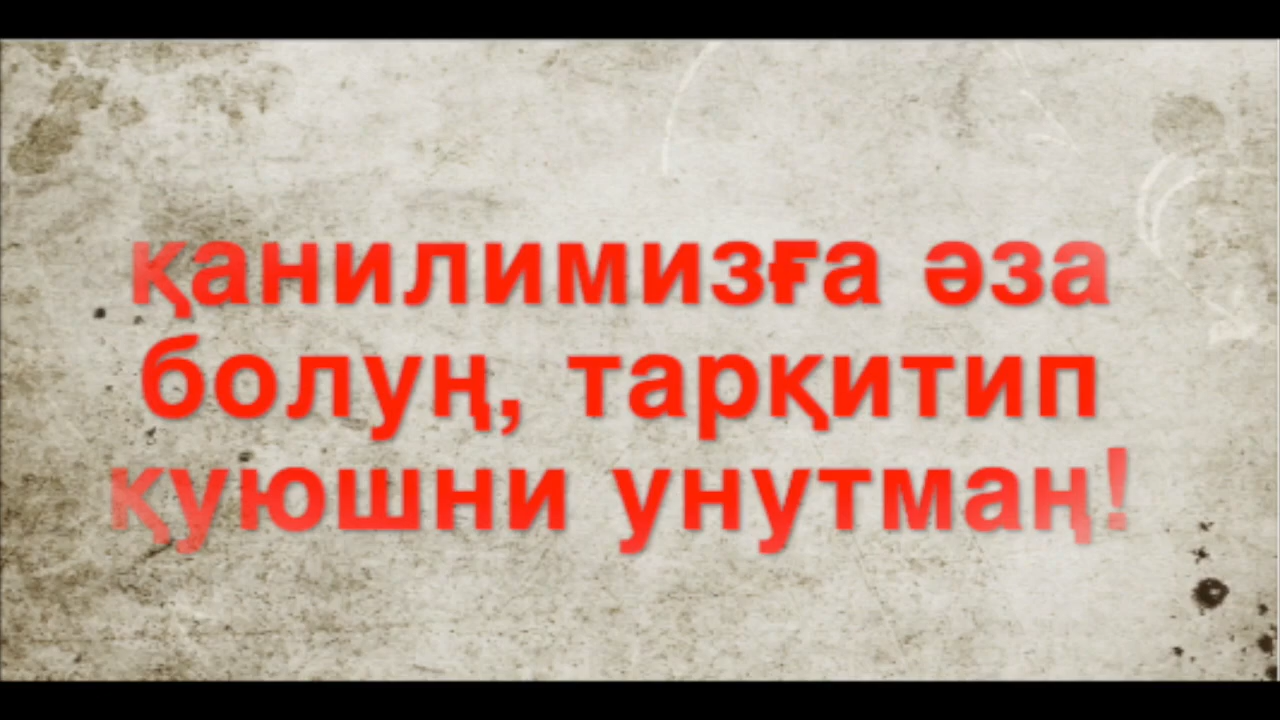 қанилимизға әза
болуң, тарқитип
қуюшни унутмаң!